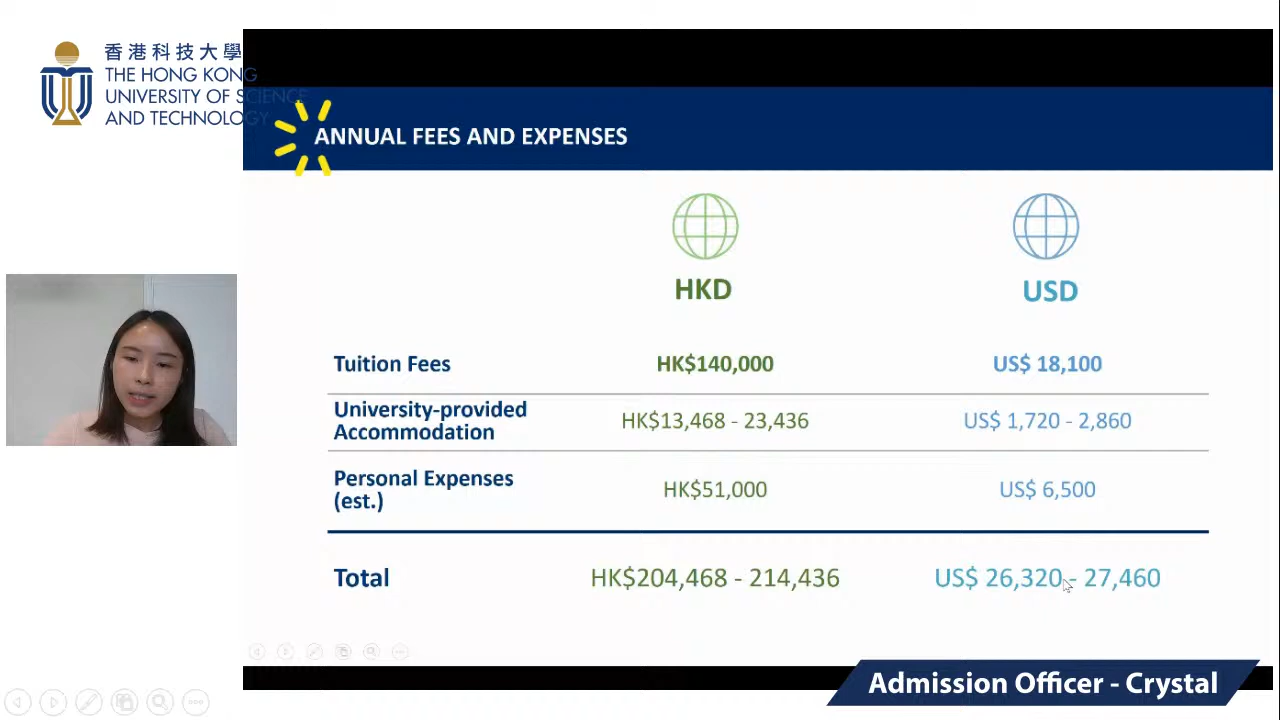 香港科技大學
THE HONG KONG
UNIVERSITY OF SCIENCE
AND TECHNOLOGY
ANNUAL FEES AND EXPENSES
HKD USD
Tuition Fees HK$140,000 US$ 18,100
University-provided
Accommodation HK$13,468 - 23,436 US$ 1,720 - 2,860
Personal Expenses
(est.) HK$51,000 US$ 6,500
Total HK$204,468 - 214,436 US$ 26,320 - 27,460
Admission Officer - Crystal